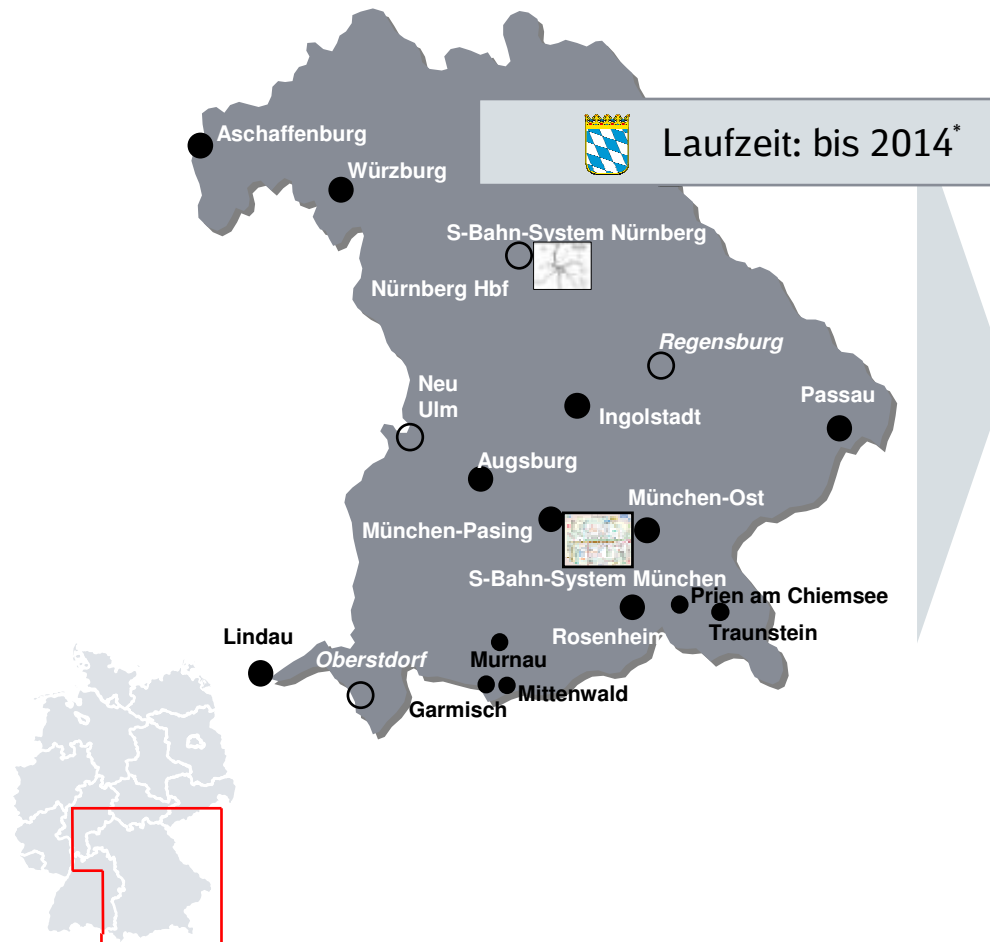 Aschaffenburg
Laufzeit: bis 2014*
Würzburg
S-Bahn-System Nürnberg
Nürnberg Hbf
Regensburg
Neu
Ulm
Passau
Ingolstadt
Augsburg
München-Ost
München-Pasing
S-Bahn-System München
Prien am Chiemsee
Lindau
Rosenheim
Traunstein
Oberstdorf
Murnau
Mittenwald
Garmisch